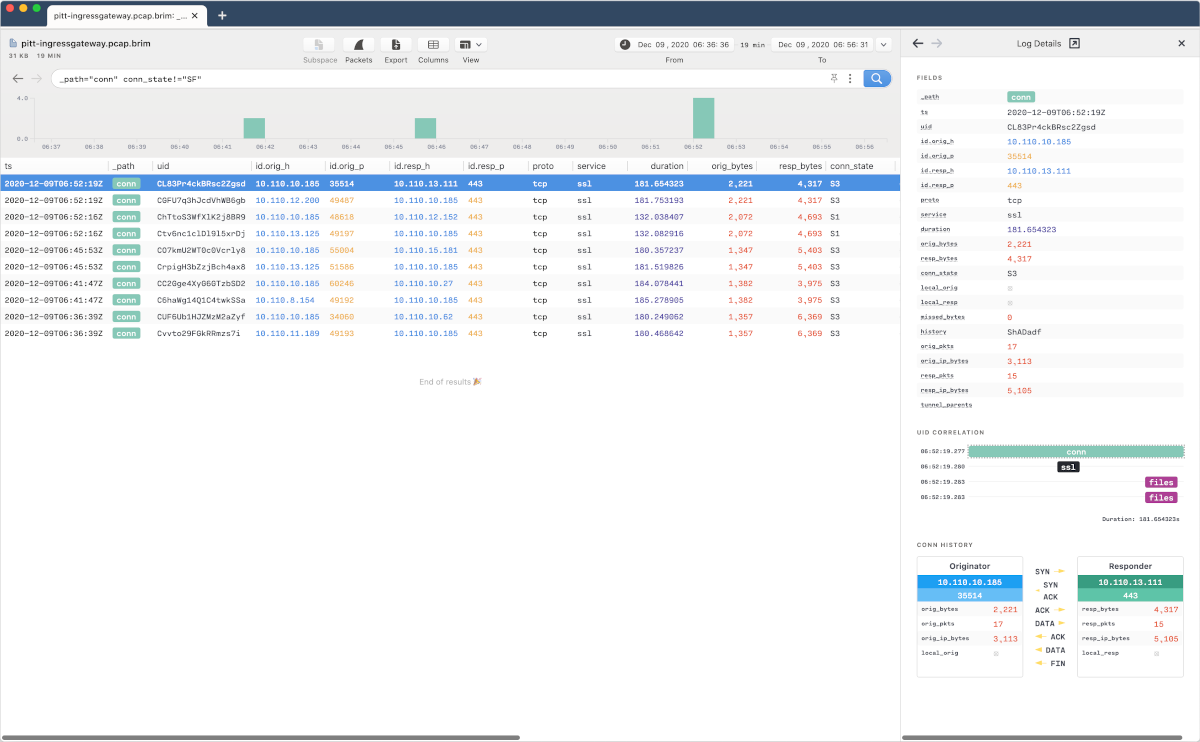 pitt-ingressgateway.pcap.brim: _...
pitt-ingressgateway.pcap.brim
31 KB 19 MIN
Subspace Packets Export Columns View
Dec 09 , 2020 06:36:36 19 min Dec 09 , 2020 06:56:31
From To
_path="conn" conn_state!="SF"
4.0
0.0
06:37 06:38 06:39 06:40 06:41 06:42 06:43 06:44 06:45 06:46 06:47 06:48 06:49 06:50 06:51 06:52 06:53 06:54 06:55 06:56
ts _path uid id.orig_h id.orig_p id.resp_h id.resp_p proto service duration orig_bytes resp_bytes conn_state
2020-12-09T06:52:19Z conn CL83Pr4ckBRsc2Zgsd 10.110.10.185 35514 10.110.13.111 443 tcp ssl 181.654323 2,221 4,317 S3
2020-12-09T06:52:19Z conn CGFU7q3hJcdVhWB6gb 10.110.12.200 49487 10.110.10.185 443 tcp ssl 181.753193 2,221 4,317 S3
2020-12-09T06:52:16Z conn ChTtoS3WfXlK2j8BR9 10.110.10.185 48618 10.110.12.152 443 tcp ssl 132.038407 2,072 4,693 S1
2020-12-09T06:52:16Z conn Ctv6nc1clDl9l5xrOj 10.110.13.125 49197 10.110.10.185 443 tcp ssl 132.082916 2,072 4,693 S1
2020-12-09T06:45:53Z conn CO7kmU2WT0c0Vcrly8 10.110.10.185 55004 10.110.15.181 443 tcp ssl 180.357237 1,347 5,403 S3
2020-12-09T06:45:53Z conn CrpigH3bZzjBch4ax8 10.110.13.125 51586 10.110.10.185 443 tcp ssl 181.519826 1,347 5,403 S3
2020-12-09T06:41:47Z conn CC2Gge4XyG6GTzbSD2 10.110.10.185 60246 10.110.10.27 443 tcp ssl 184.078441 1,382 3,975 S3
2020-12-09T06:41:47Z conn C6haWg14Q1C4twkSSa 10.110.8.154 49192 10.110.10.185 443 tcp ssl 185.278905 1,382 3,975 S3
2020-12-09T06:36:39Z conn CUF6Ub1HJZMzM2aZyf 10.110.10.185 34060 10.110.10.62 443 tcp ssl 180.249062 1,357 6,369 S3
2020-12-09T06:36:39Z conn Cvvto29FGkRRmzs7i 10.110.11.189 49193 10.110.10.185 443 tcp ssl 180.468642 1,357 6,369 S3
End of results
Log Details
FIELDS
_path conn
ts 2020-12-09T06:52:19Z
uid CL83Pr4ckBRsc2Zgsd
id.orig_h 10.110.10.185
id.orig_p 35514
id.resp_h 10.110.13.111
id.resp_p 443
proto tcp
service ssl
duration 181.654323
orig_bytes 2,221
resp_bytes 4,317
conn_state S3
local_orig
local_resp
missed_bytes 0
history ShADadf
orig_pkts 17
orig_ip_bytes 3,113
resp_pkts 15
resp_ip_bytes 5,105
tunnel_parents
UID CORRELATION
06:52:19.277 conn
06:52:19.280 ssl
06:52:19.283 files
06:52:19.283 files
Duration: 181.654323s
CONN HISTORY
Originator
10.110.10.185
35514
orig_bytes 2,221
orig_pkts 17
orig_ip_bytes 3,113
local_orig
SYN
SYN
ACK
ACK
DATA
ACK
DATA
FIN
Responder
10.110.13.111
443
resp_bytes 4,317
resp_pkts 15
resp_ip_bytes 5,105
local_resp